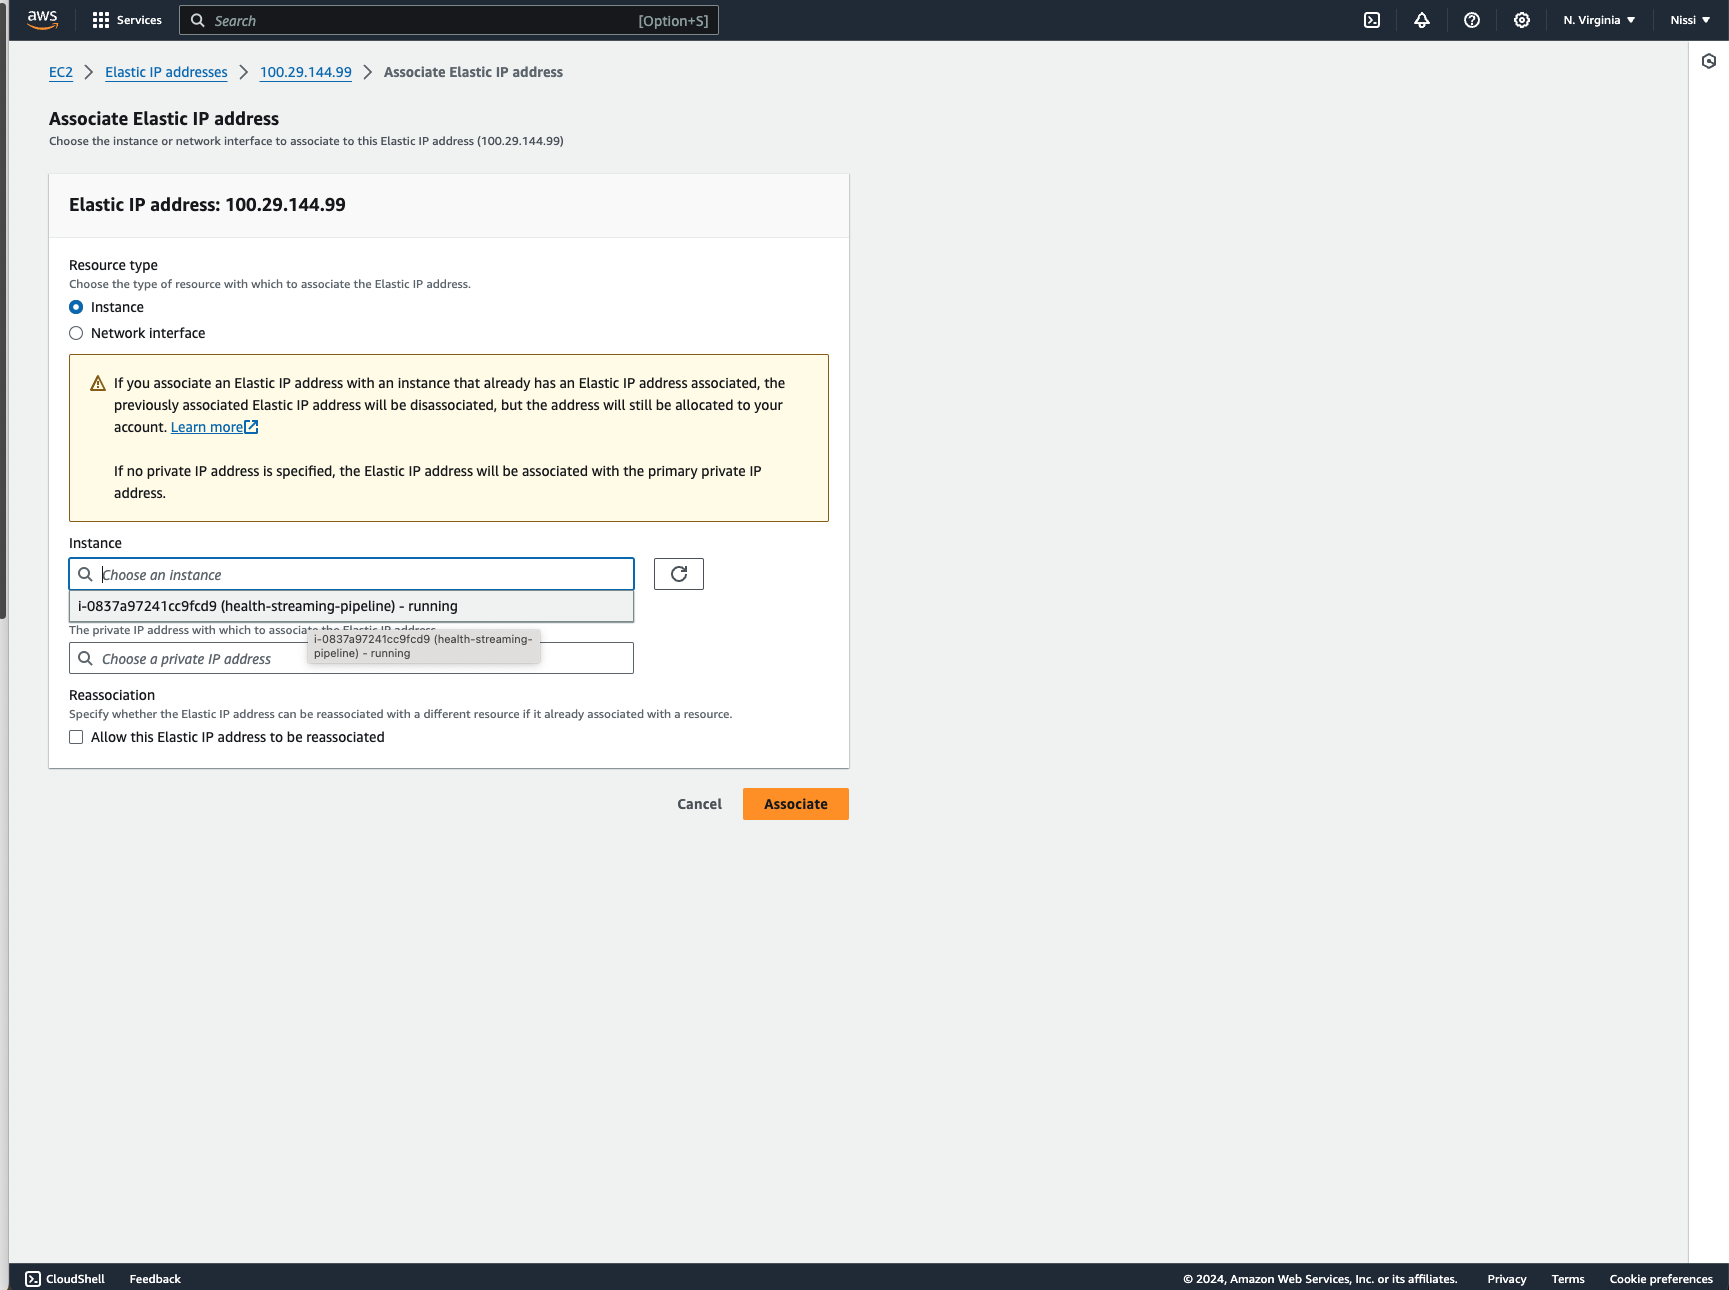 aws
Services
Search
[Option+S]
N. Virginia
Nissi
EC2
Elastic IP addresses
100.29.144.99
Associate Elastic IP address
Associate Elastic IP address
Choose the instance or network interface to associate to this Elastic IP address (100.29.144.99)
Elastic IP address: 100.29.144.99
Resource type
Choose the type of resource with which to associate the Elastic IP address.
Instance
Network interface
If you associate an Elastic IP address with an instance that already has an Elastic IP address associated, the
previously associated Elastic IP address will be disassociated, but the address will still be allocated to your
account. Learn more
If no private IP address is specified, the Elastic IP address will be associated with the primary private IP
address.
Instance
Choose an instance
i-0837a97241cc9fcd9 (health-streaming-pipeline) - running
The private IP address with which to associate the Elastic IP address.
i-0837a97241cc9fcd9 (health-streaming-
pipeline) - running
Choose a private IP address
Reassociation
Specify whether the Elastic IP address can be reassociated with a different resource if it already associated with a resource.
Allow this Elastic IP address to be reassociated
Cancel
Associate
CloudShell
Feedback
© 2024, Amazon Web Services, Inc. or its affiliates.
Privacy
Terms
Cookie preferences